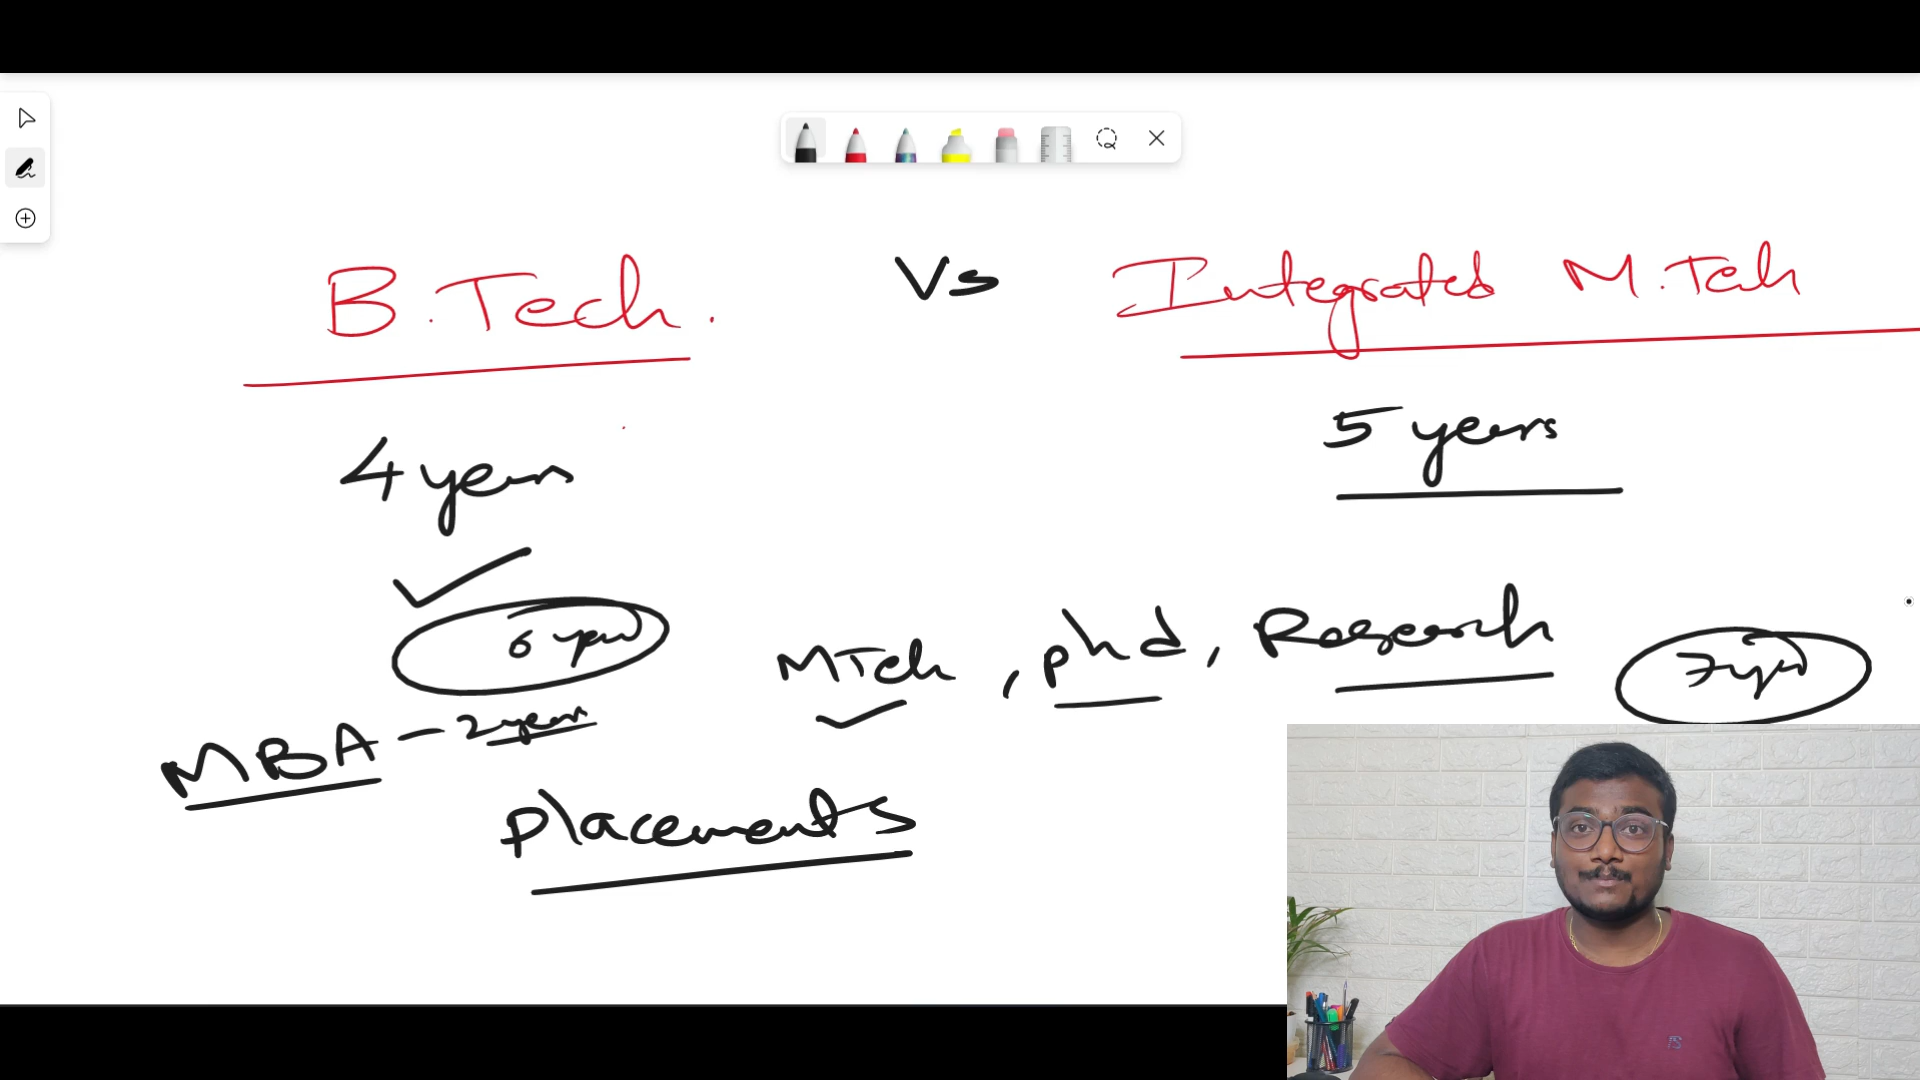 B.Tech. Vs Integrated M.Tech
4 years 5 years
6 years MTech, phd, Research 7 years
MBA - 2 years
placements